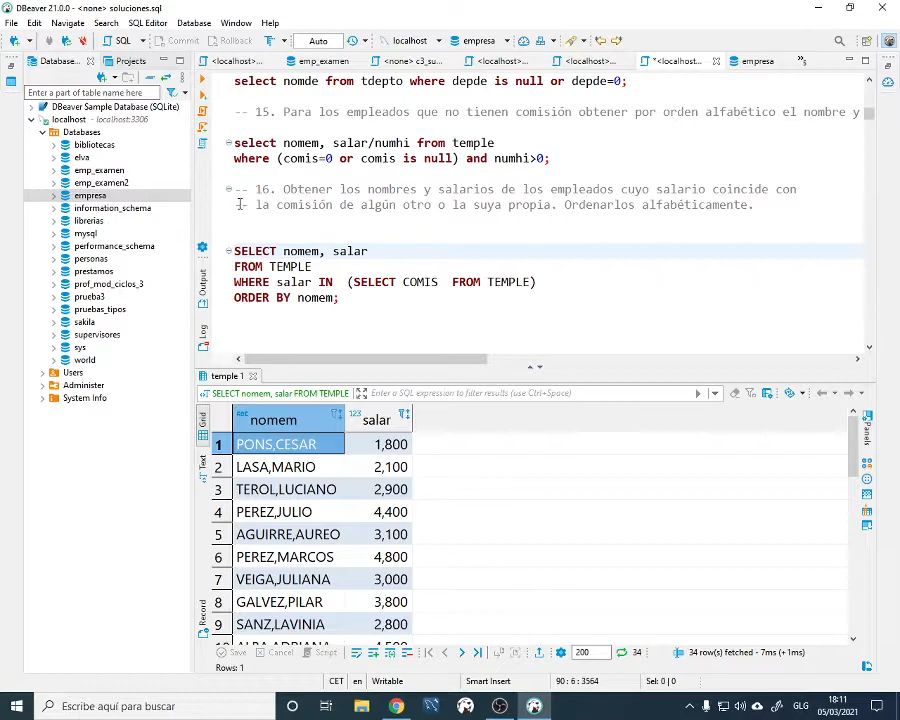 DBeaver 21.0.0 - <none> soluciones.sql
File Edit Navigate Search SQL Editor Database Window Help
SQL Commit Rollback Auto localhost empresa
Database... Projects <localhost... emp_examen <none> c3_su... <localhost... <localhost... *<localhost... empresa
Enter a part of table name here
DBeaver Sample Database (SQLite)
localhost - localhost:3306
Databases
bibliotecas
elva
emp_examen
emp_examen2
empresa
information_schema
librerias
mysql
performance_schema
personas
prestamos
prof_mod_ciclos_3
prueba3
pruebas_tipos
sakila
supervisores
sys
world
Users
Administer
System Info
select nomde from tdepto where depde is null or depde=0;
-- 15. Para los empleados que no tienen comisión obtener por orden alfabético el nombre y
select nomem, salar/numhi from temple
where (comis=0 or comis is null) and numhi>0;
-- 16. Obtener los nombres y salarios de los empleados cuyo salario coincide con
-- la comisión de algún otro o la suya propia. Ordenarlos alfabéticamente.
SELECT nomem, salar
FROM TEMPLE
WHERE salar IN (SELECT COMIS FROM TEMPLE)
ORDER BY nomem;
Output
Log
temple 1
SELECT nomem, salar FROM TEMPLE Enter a SQL expression to filter results (use Ctrl+Space)
Grid
Text
Record
Panels
nomem salar
1 PONS,CESAR 1,800
2 LASA,MARIO 2,100
3 TEROL,LUCIANO 2,900
4 PEREZ,JULIO 4,400
5 AGUIRRE,AUREO 3,100
6 PEREZ,MARCOS 4,800
7 VEIGA,JULIANA 3,000
8 GALVEZ,PILAR 3,800
9 SANZ,LAVINIA 2,800
Save Cancel Script 200 34 34 row(s) fetched - 7ms (+1ms)
Rows: 1
CET en Writable Smart Insert 90 : 6 : 3564 Sel: 0 | 0
Escribe aquí para buscar
GLG
18:11
05/03/2021